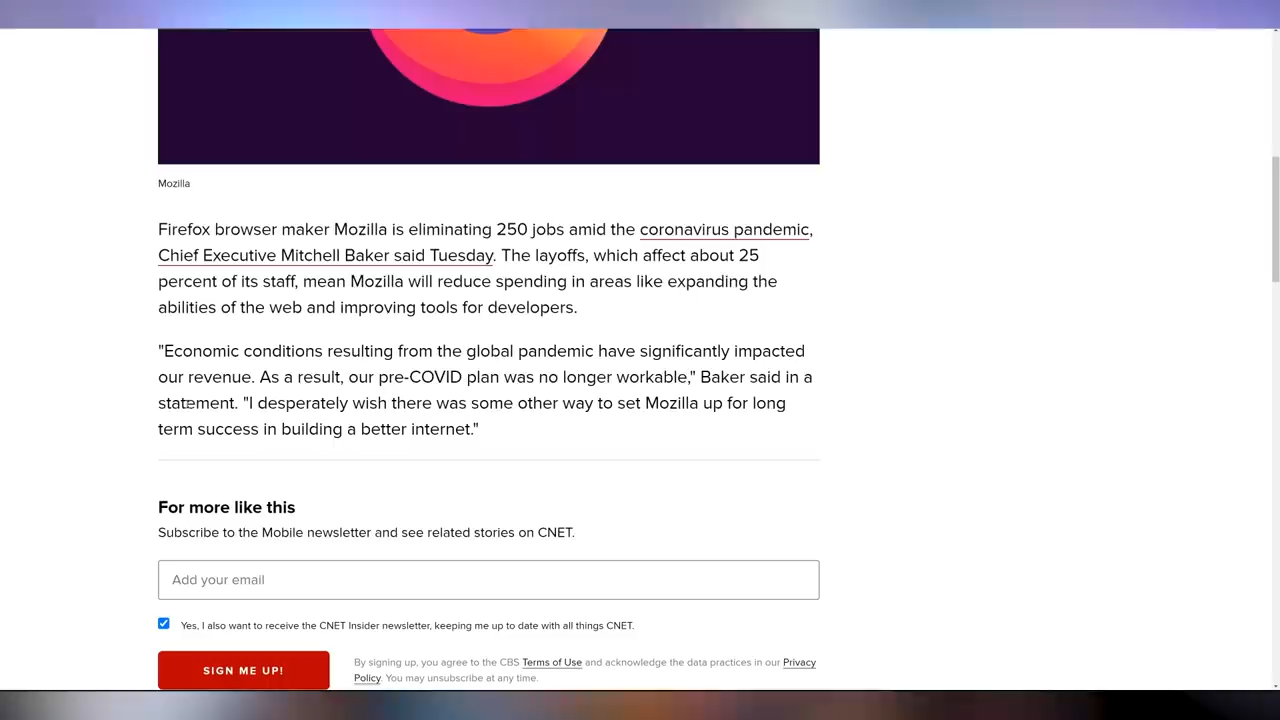 Mozilla
Firefox browser maker Mozilla is eliminating 250 jobs amid the coronavirus pandemic,
Chief Executive Mitchell Baker said Tuesday. The layoffs, which affect about 25
percent of its staff, mean Mozilla will reduce spending in areas like expanding the
abilities of the web and improving tools for developers.
"Economic conditions resulting from the global pandemic have significantly impacted
our revenue. As a result, our pre-COVID plan was no longer workable," Baker said in a
statement. "I desperately wish there was some other way to set Mozilla up for long
term success in building a better internet."
For more like this
Subscribe to the Mobile newsletter and see related stories on CNET.
Add your email
Yes, I also want to receive the CNET Insider newsletter, keeping me up to date with all things CNET.
SIGN ME UP!
By signing up, you agree to the CBS Terms of Use and acknowledge the data practices in our Privacy
Policy. You may unsubscribe at any time.